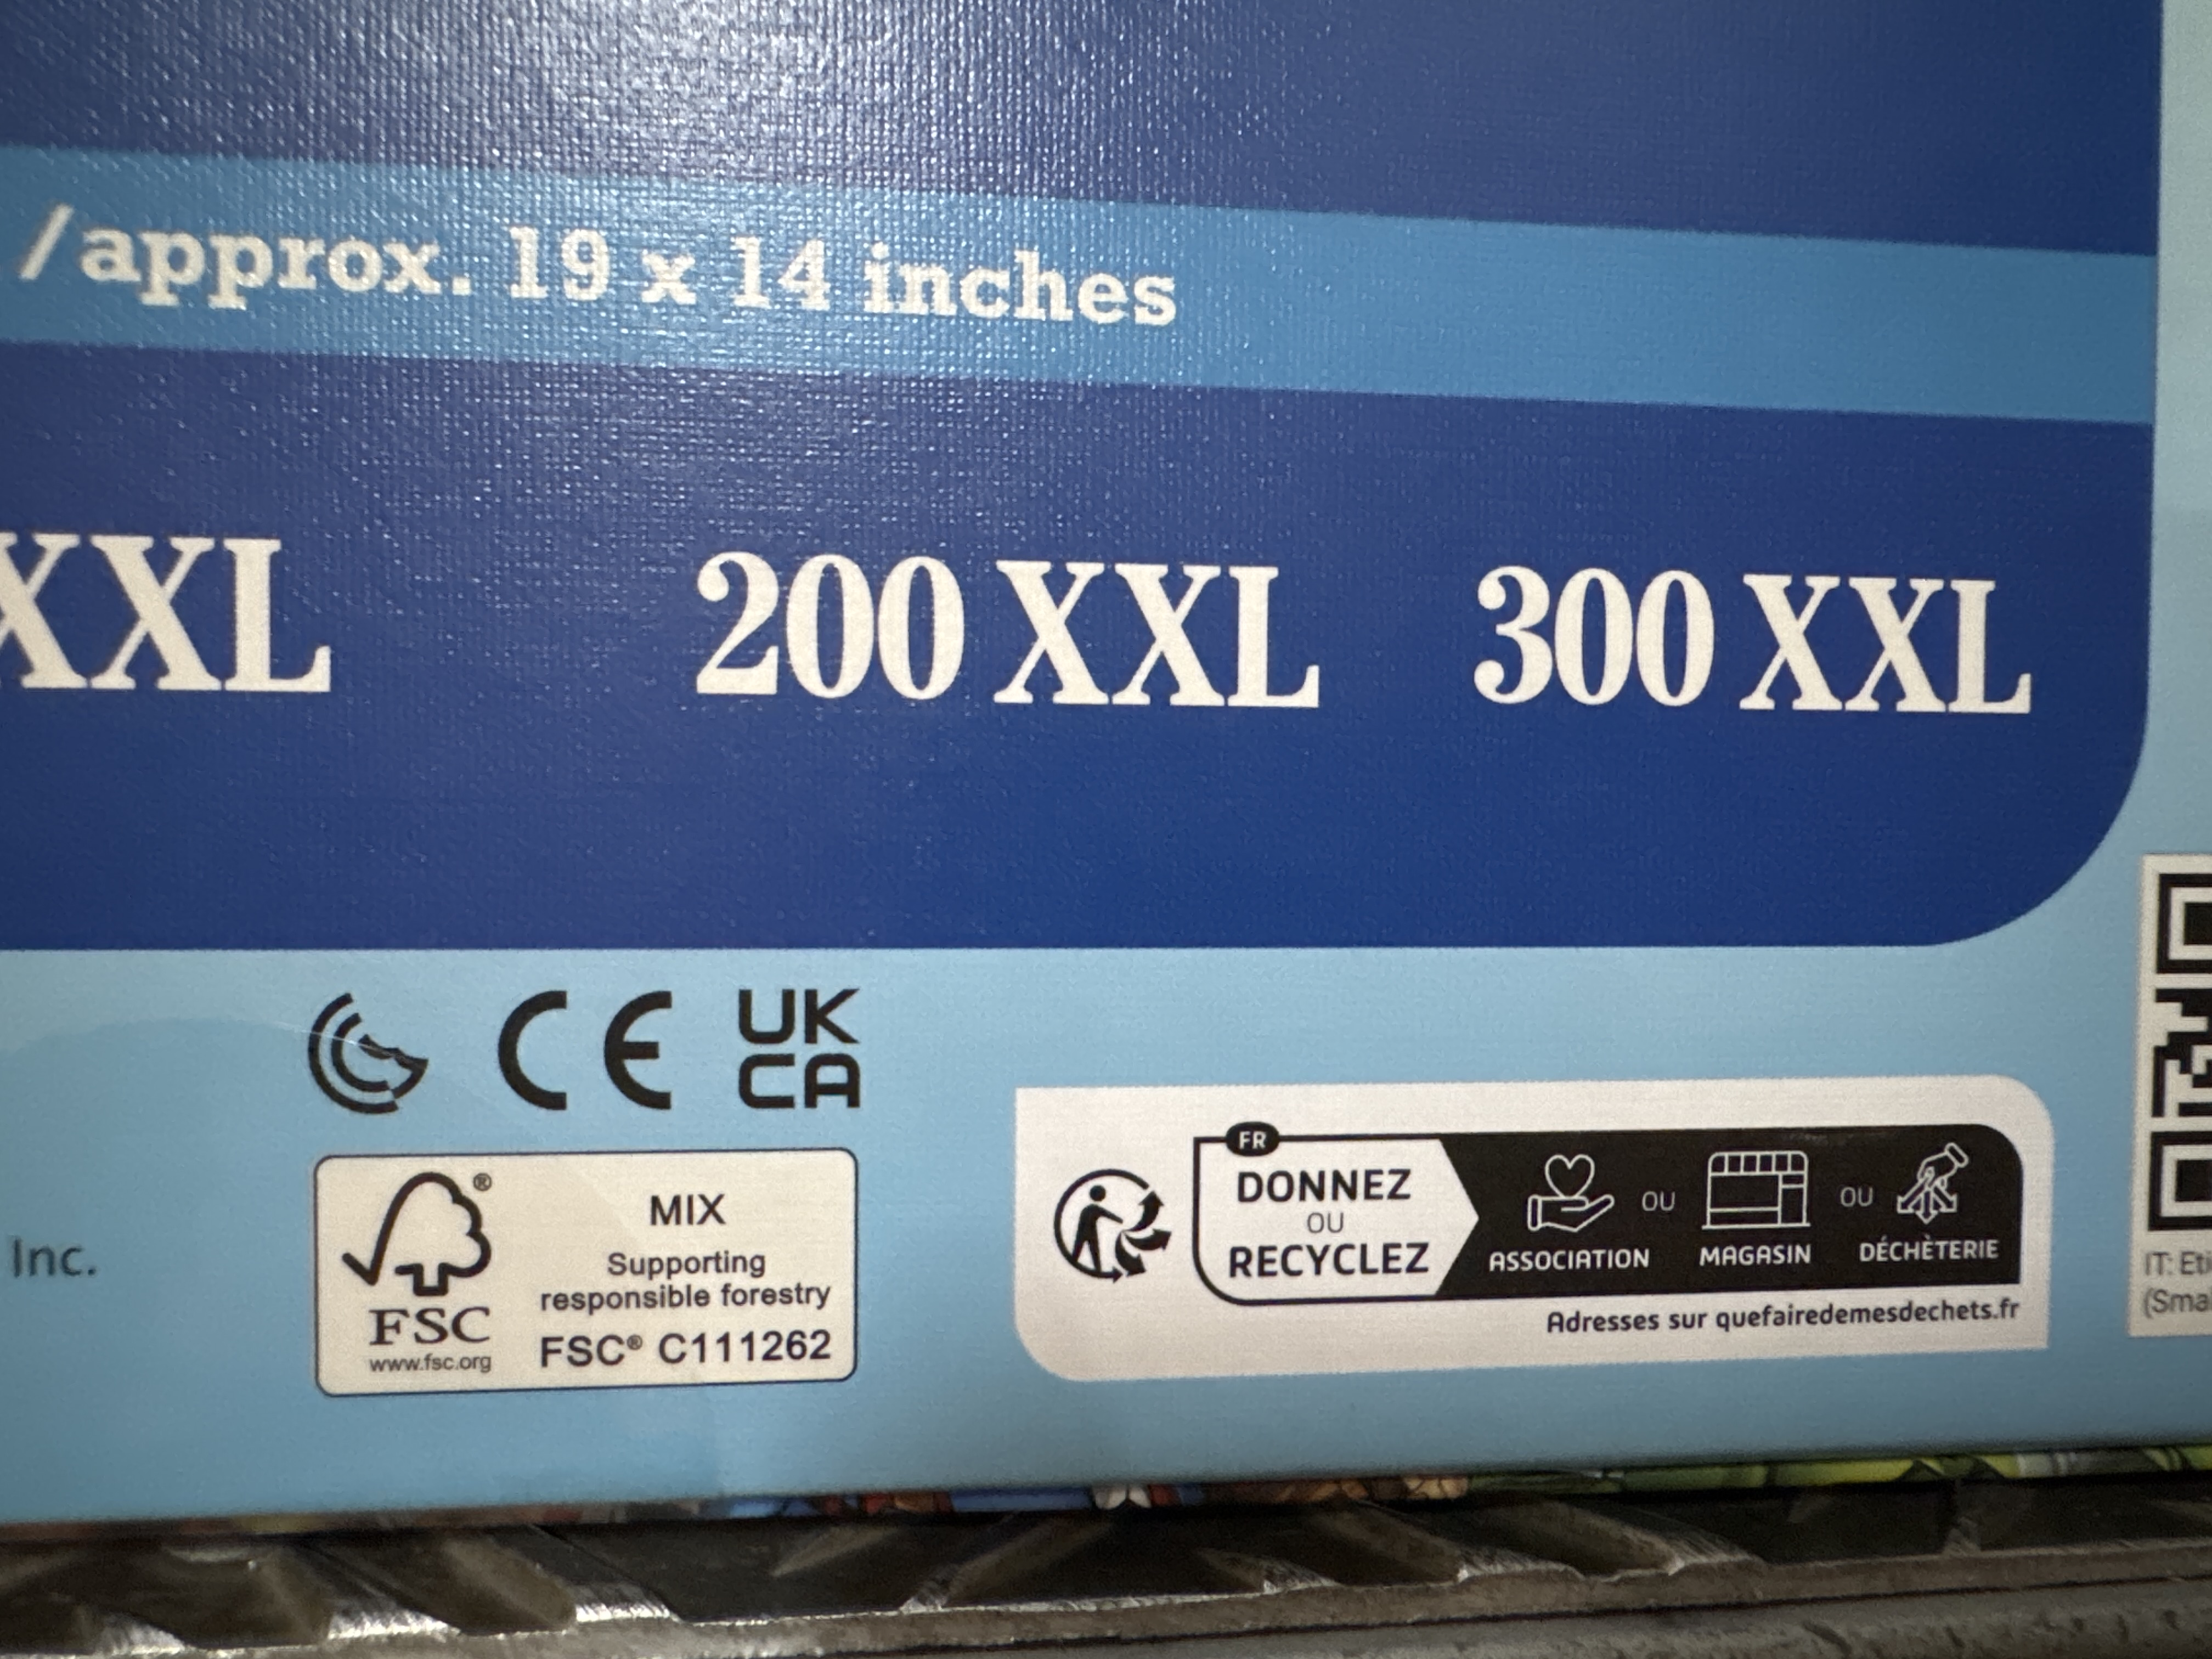 /approx. 19 x 14 inches
XXL
200 XXL
300 XXL
CE
UK
CA
Inc.
FSC®
www.fsc.org
MIX
Supporting
responsible forestry
FSC® C111262
FR
DONNEZ
OU
RECYCLEZ
ASSOCIATION
OU
MAGASIN
OU
DÉCHÈTERIE
Adresses sur quefairedemesdechets.fr
IT: